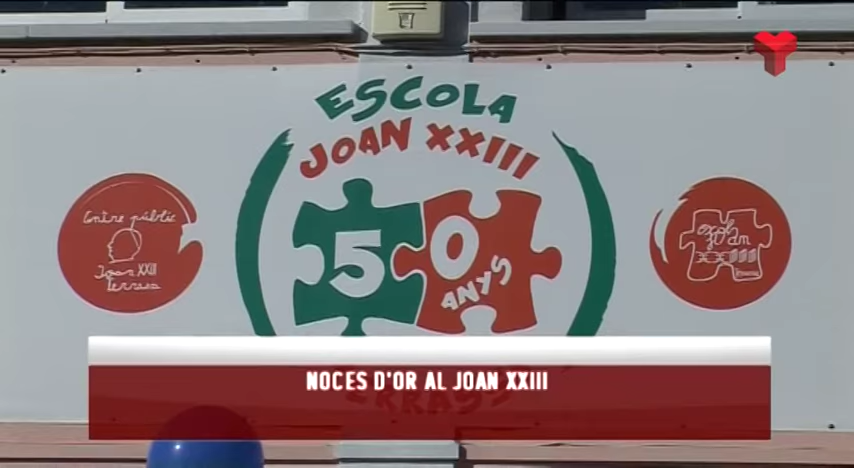 ESCOLA
JOAN XXIII
50
ANYS
Centre públic
Joan XXIII
Terrassa
NOCES D'OR AL JOAN XXIII